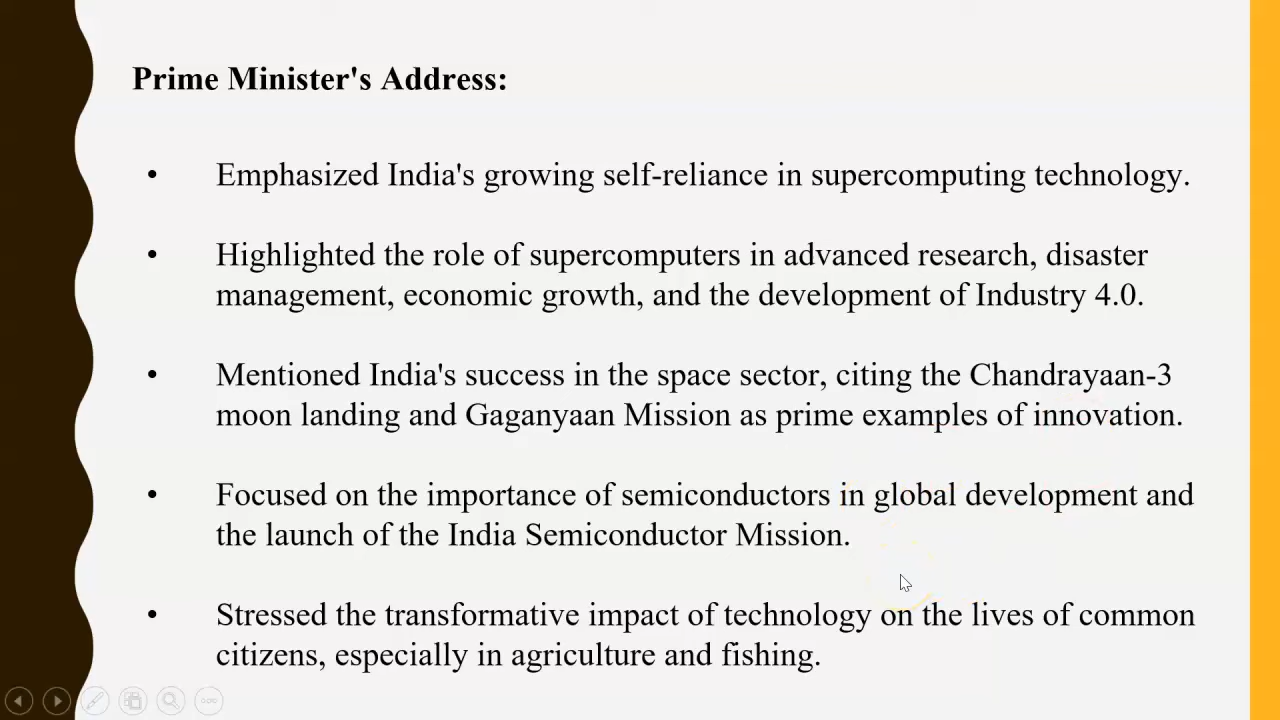 Prime Minister's Address:
• Emphasized India's growing self-reliance in supercomputing technology.
• Highlighted the role of supercomputers in advanced research, disaster
management, economic growth, and the development of Industry 4.0.
• Mentioned India's success in the space sector, citing the Chandrayaan-3
moon landing and Gaganyaan Mission as prime examples of innovation.
• Focused on the importance of semiconductors in global development and
the launch of the India Semiconductor Mission.
• Stressed the transformative impact of technology on the lives of common
citizens, especially in agriculture and fishing.